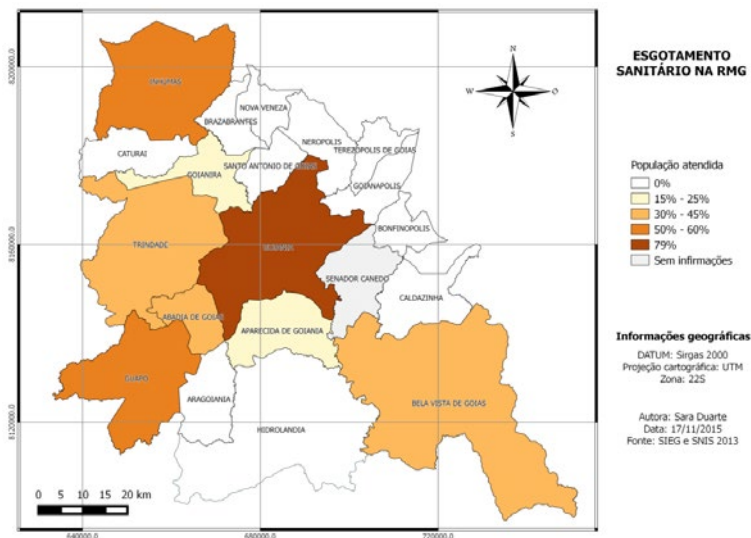 ESGOTAMENTO
SANITÁRIO NA RMG
N
W
O
S
INHUMAS
NOVA VENEZA
BRAZABRANTES
NEROPOLIS
TEREZOPOLIS DE GOIAS
CATURAI
SANTO ANTONIO DE GOIAS
GOIANIRA
GOIANAPOLIS
BONFINOPOLIS
TRINDADE
GOIANIA
SENADOR CANEDO
CALDAZINHA
ABADIA DE GOIAS
APARECIDA DE GOIANIA
GUAPO
ARAGOIANIA
BELA VISTA DE GOIAS
HIDROLANDIA
8200000.0
8160000.0
8120000.0
640000.0
680000.0
720000.0
0 5 10 15 20 km
População atendida
0%
15% - 25%
30% - 45%
50% - 60%
79%
Sem infirmações
Informações geográficas
DATUM: Sirgas 2000
Projeção cartográfica: UTM
Zona: 22S
Autora: Sara Duarte
Data: 17/11/2015
Fonte: SIEG e SNIS 2013